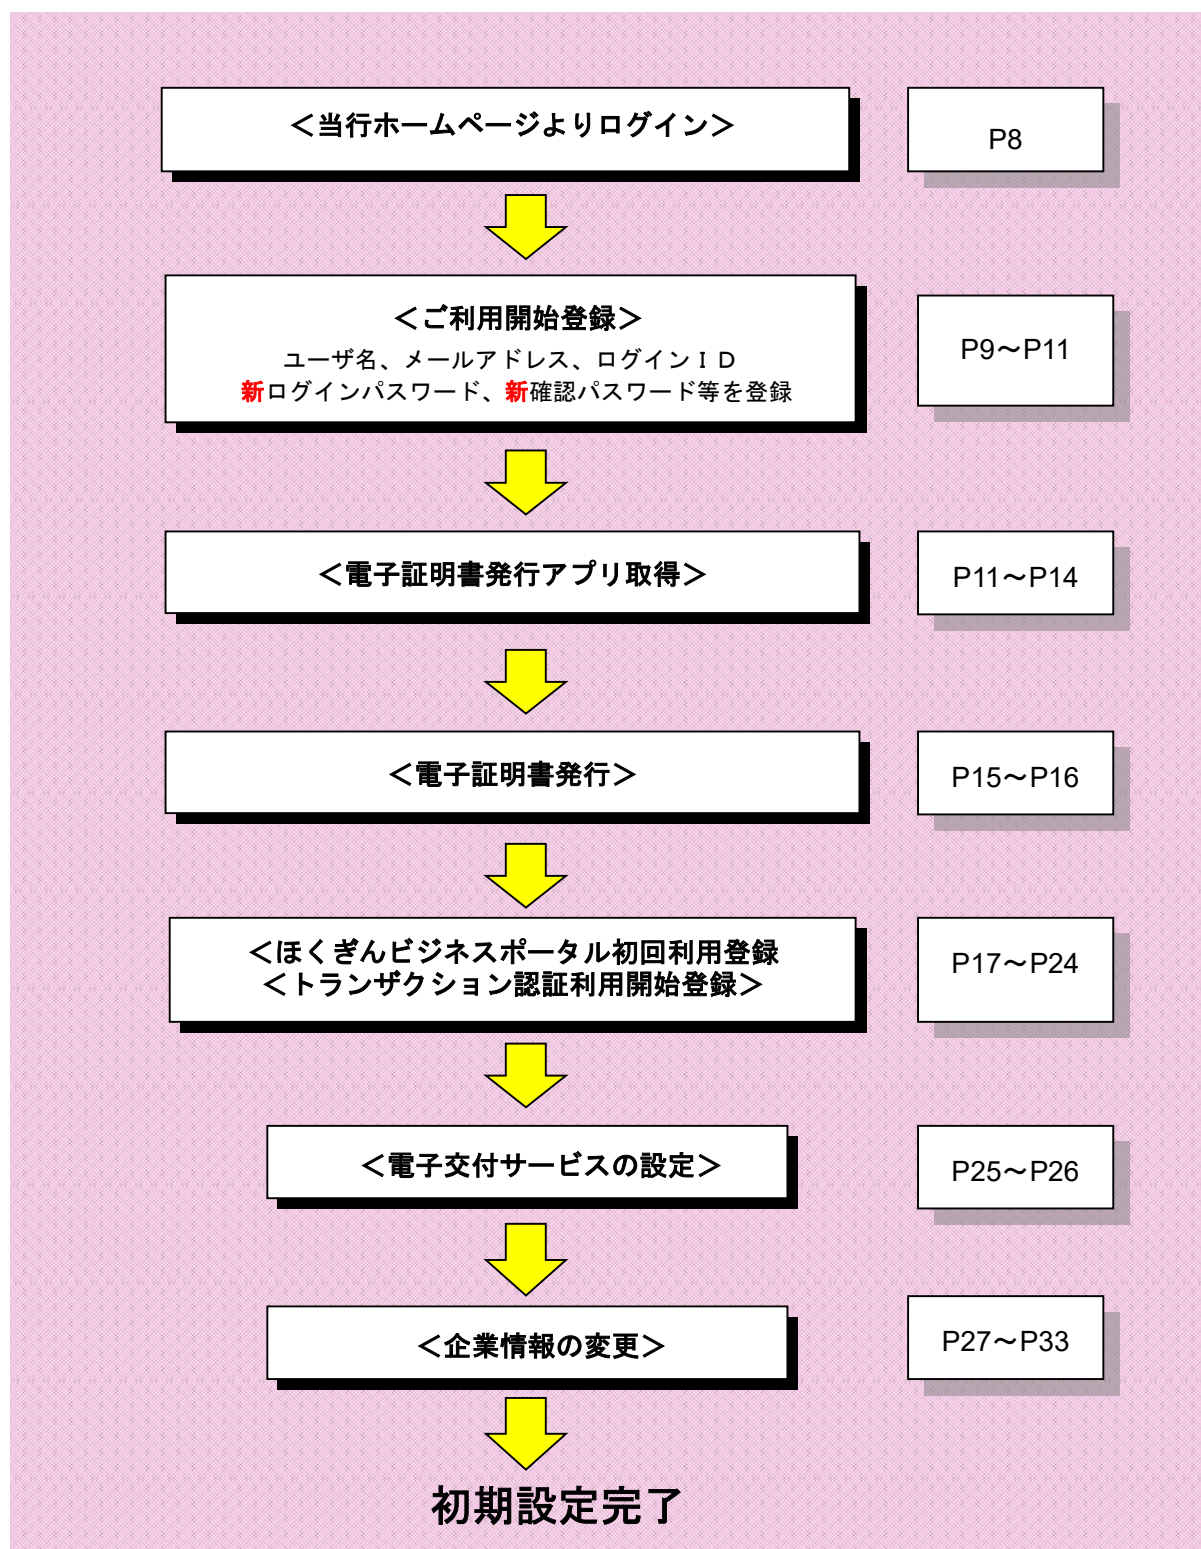 ＜当行ホームページよりログイン＞
P8
＜ご利用開始登録＞
ユーザ名、メールアドレス、ログインＩＤ
新ログインパスワード、新確認パスワード等を登録
P9～P11
＜電子証明書発行アプリ取得＞
P11～P14
＜電子証明書発行＞
P15～P16
＜ほくぎんビジネスポータル初回利用登録
＜トランザクション認証利用開始登録＞
P17～P24
＜電子交付サービスの設定＞
P25～P26
＜企業情報の変更＞
P27～P33
初期設定完了